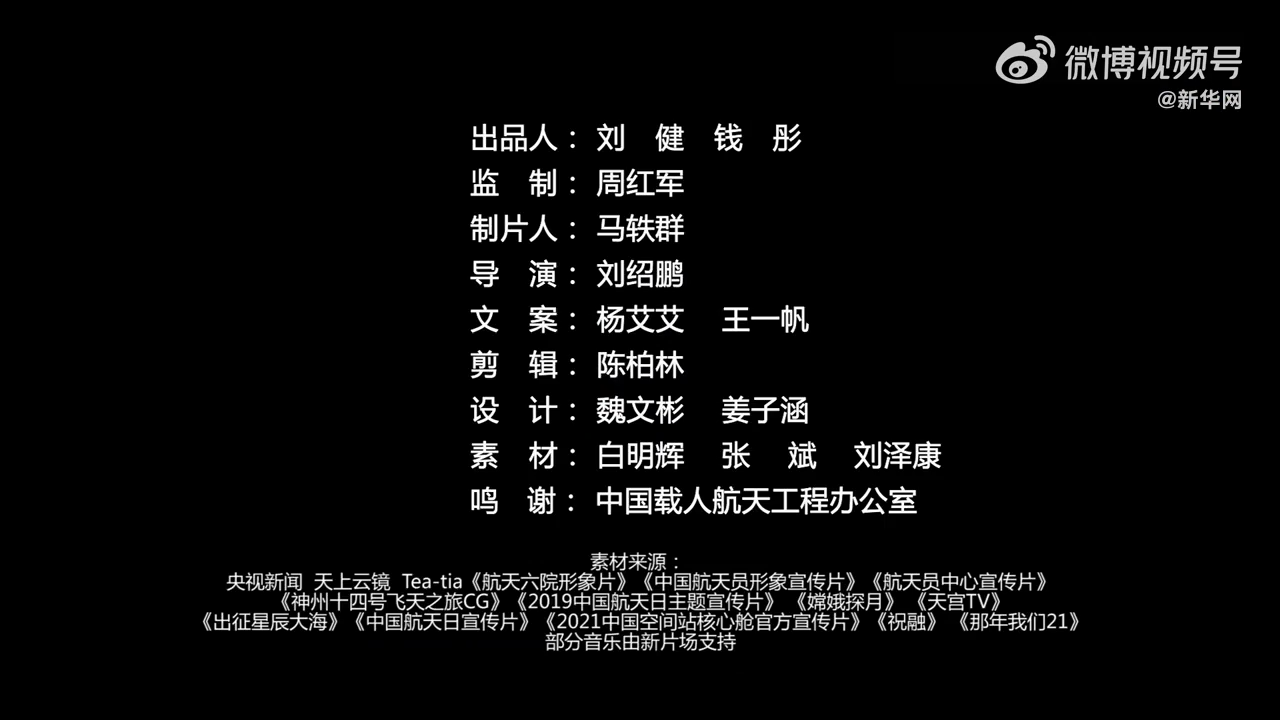 微博视频号
@新华网
出品人：刘 健 钱 彤
监 制：周红军
制片人：马轶群
导 演：刘绍鹏
文 案：杨艾艾 王一帆
剪 辑：陈柏林
设 计：魏文彬 姜子涵
素 材：白明辉 张 斌 刘泽康
鸣 谢：中国载人航天工程办公室
素材来源：
央视新闻 天上云镜 Tea-tia《航天六院形象片》《中国航天员形象宣传片》《航天员中心宣传片》
《神州十四号飞天之旅CG》《2019中国航天日主题宣传片》《嫦娥探月》《天宫TV》
《出征星辰大海》《中国航天日宣传片》《2021中国空间站核心舱官方宣传片》《祝融》《那年我们21》
部分音乐由新片场支持